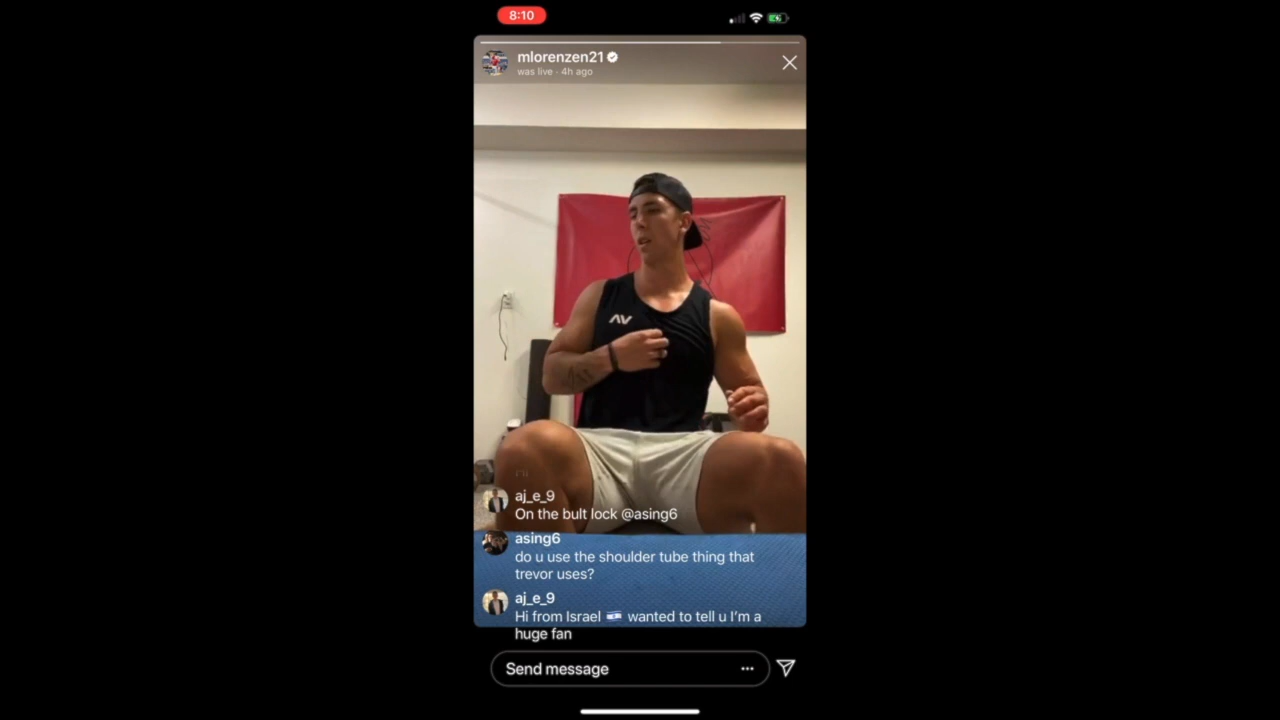 8:10
mlorenzen21
was live · 4h ago
AV
aj_e_9
On the bult lock @asing6
asing6
do u use the shoulder tube thing that
trevor uses?
aj_e_9
Hi from Israel 🇮🇱 wanted to tell u I'm a
huge fan
Send message